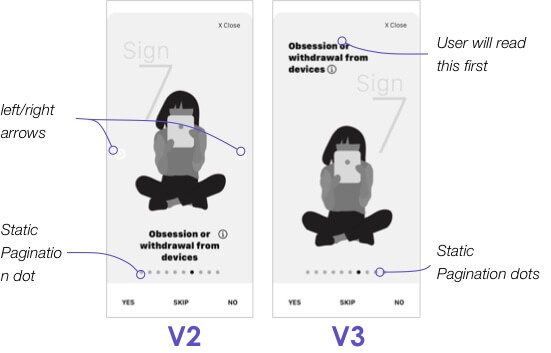 X Close
Sign
7
left/right
arrows
Obsession or ⓘ
withdrawal from
devices
Static
Paginatio
n dot
YES SKIP NO
V2
X Close
Obsession or
withdrawal from
devices ⓘ
User will read
this first
Sign
7
Static
Pagination dots
YES SKIP NO
V3